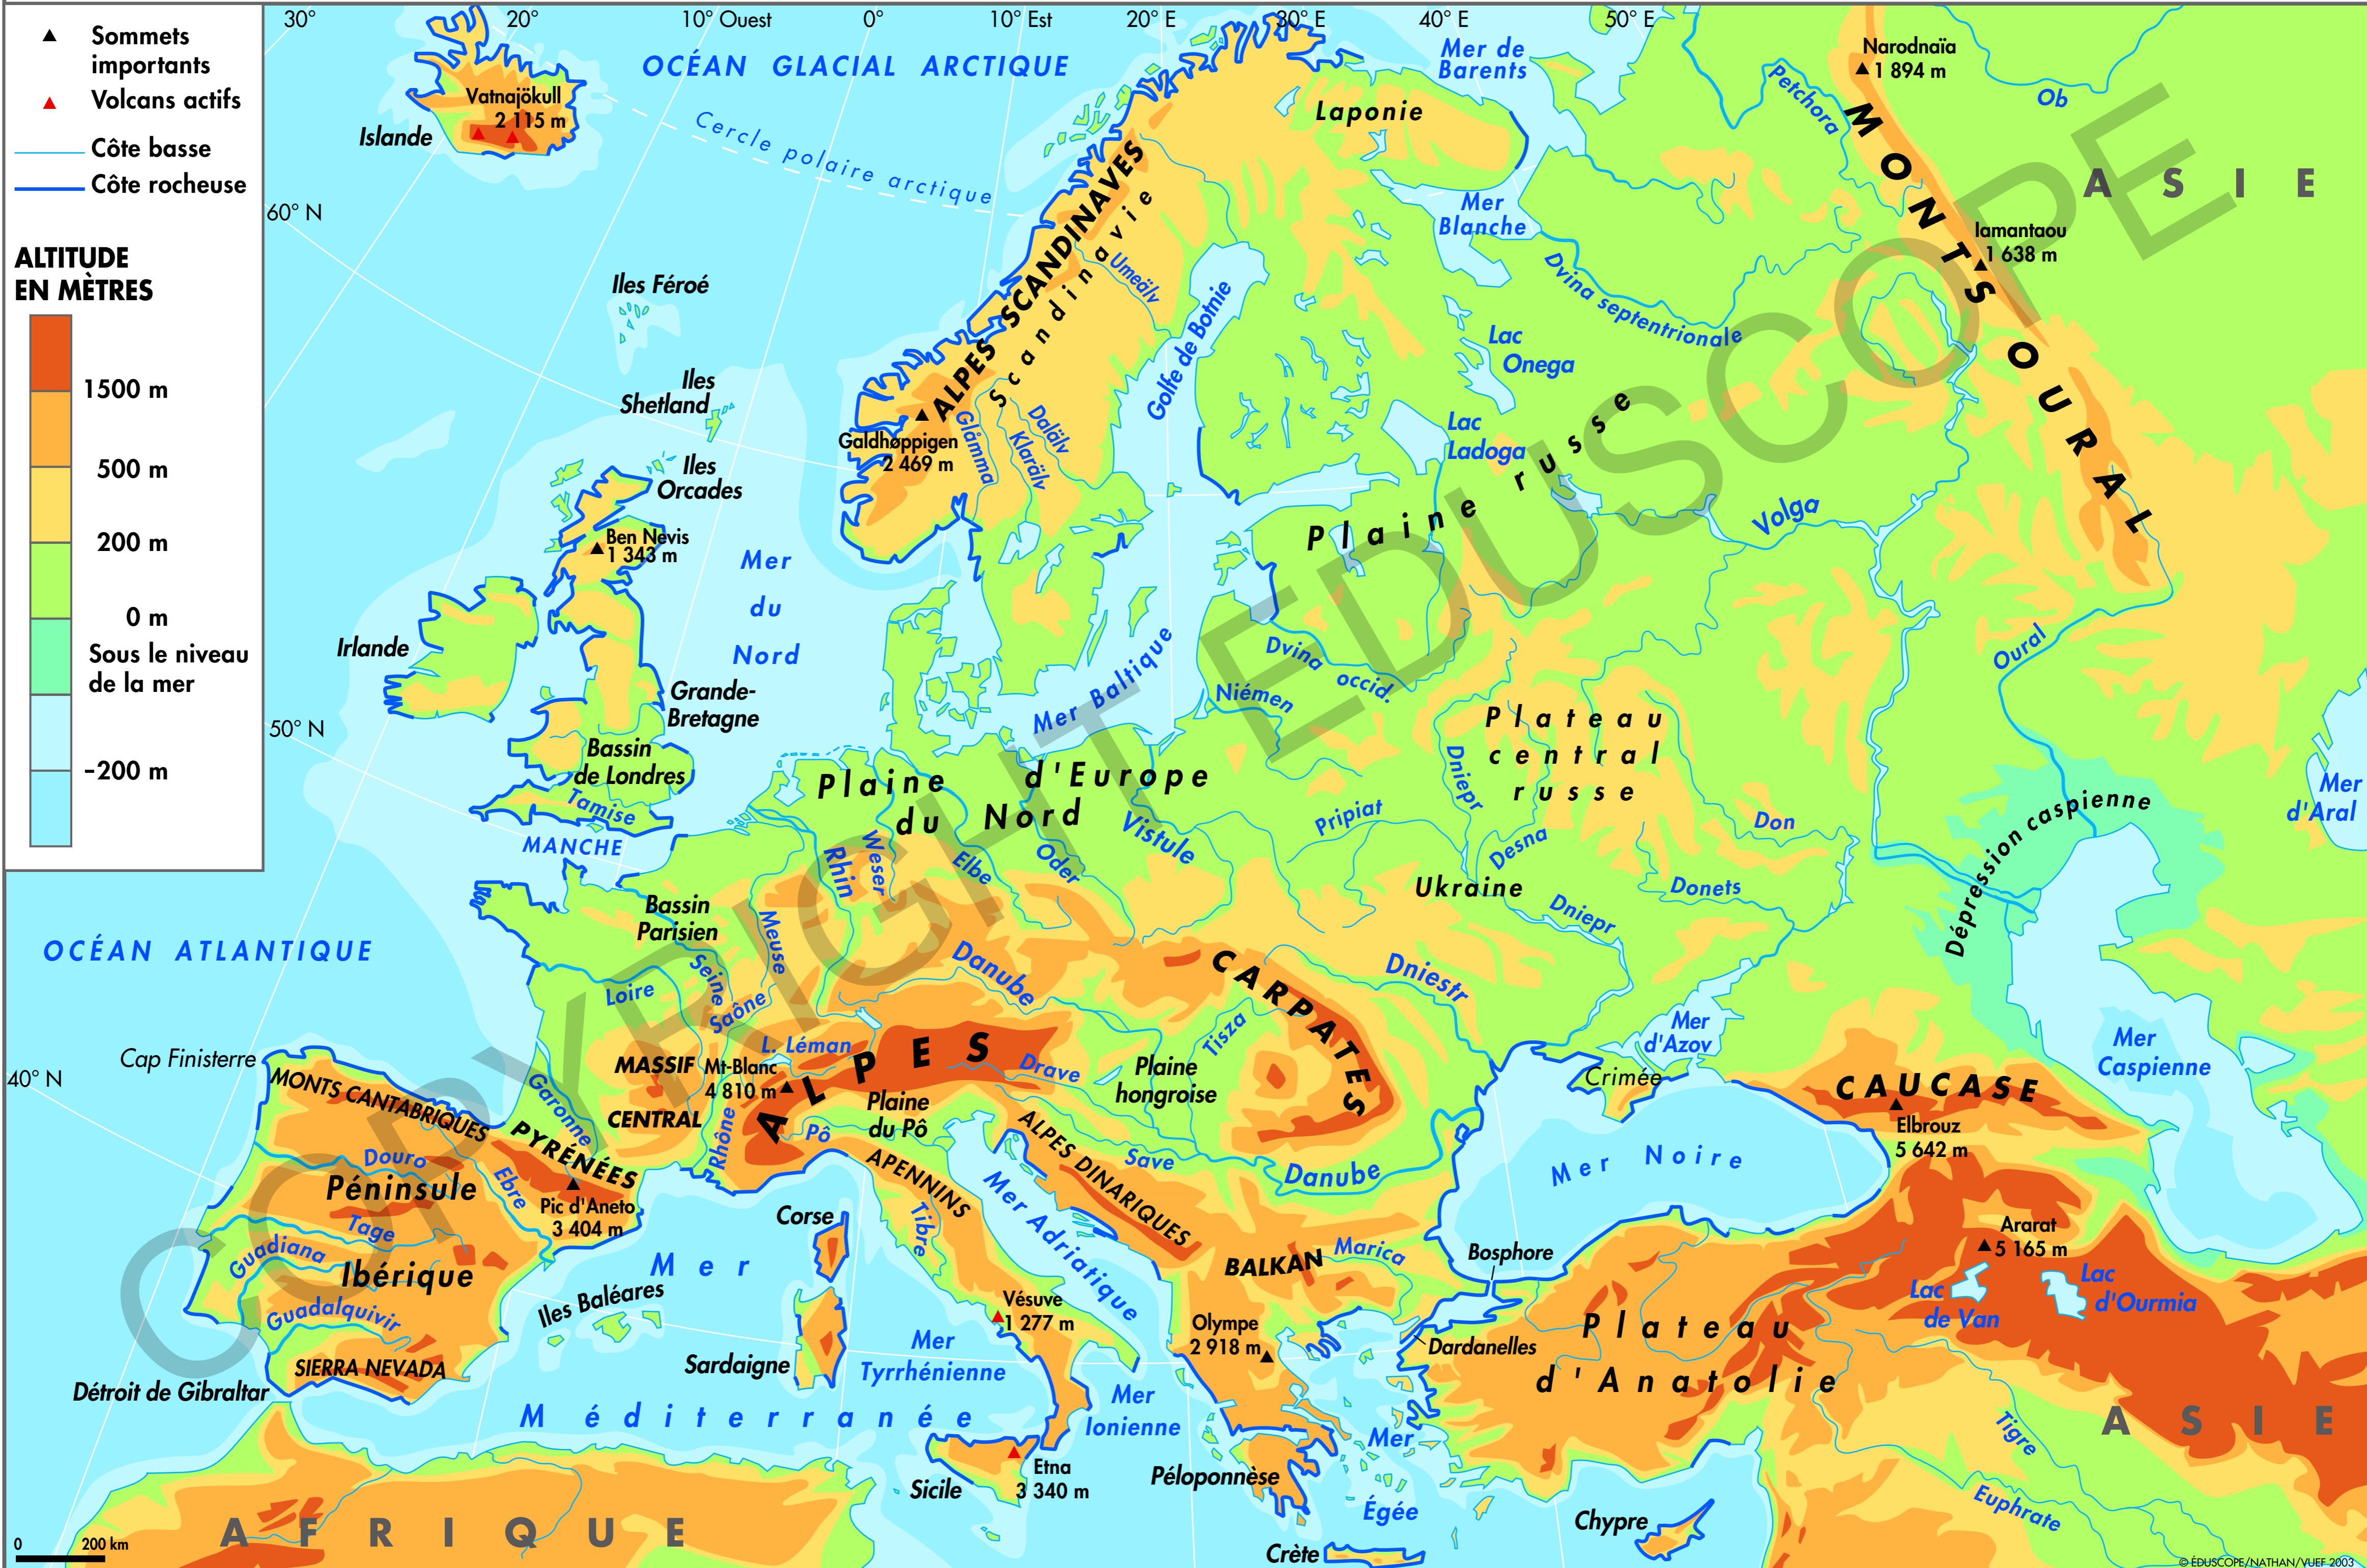 Sommets
importants
Volcans actifs
Côte basse
Côte rocheuse
ALTITUDE
EN MÈTRES
1500 m
500 m
200 m
0 m
Sous le niveau
de la mer
-200 m
30°
20°
10° Ouest
0°
10° Est
20° E
30° E
40° E
50° E
60° N
50° N
40° N
OCÉAN GLACIAL ARCTIQUE
Cercle polaire arctique
Mer de
Barents
Narodnaïa
1 894 m
Petchora
Ob
MONTS OURAL
ASIE
Vatnajökull
2 115 m
Islande
Laponie
Mer
Blanche
Iamantaou
1 638 m
Dvina septentrionale
ALPES SCANDINAVES
Scandinavie
Umeälv
Golfe de Botnie
Iles Féroé
Iles
Shetland
Iles
Orcades
Lac
Onega
Lac
Ladoga
Galdhøppigen
2 469 m
Glåmma
Klarälv
Dalälv
Plaine russe
Volga
Ben Nevis
1 343 m
Mer
du
Nord
Irlande
Grande-
Bretagne
Mer Baltique
Dvina occid.
Niémen
Oural
Bassin
de Londres
Tamise
MANCHE
Plaine d'Europe
du Nord
Plateau
central
russe
Dniepr
Pripiat
Desna
Don
Donets
Ukraine
Dniepr
Dépression caspienne
Mer
d'Aral
Rhin
Weser
Elbe
Oder
Vistule
OCÉAN ATLANTIQUE
Bassin
Parisien
Meuse
Seine
Loire
Saône
Danube
CARPATES
Dniestr
Tisza
Mer
d'Azov
Crimée
Mer
Caspienne
Cap Finisterre
MONTS CANTABRIQUES
MASSIF
CENTRAL
Mt-Blanc
4 810 m
L. Léman
ALPES
Drave
Plaine
hongroise
Plaine
du Pô
Pô
Rhône
Garonne
PYRÉNÉES
Pic d'Aneto
3 404 m
Ebre
Douro
Péninsule
Ibérique
Tage
Guadiana
Guadalquivir
SIERRA NEVADA
Détroit de Gibraltar
CAUCASE
Elbrouz
5 642 m
Mer Noire
Save
Danube
ALPES DINARIQUES
APENNINS
Tibre
Mer Adriatique
Corse
Mer
Méditerranée
Iles Baléares
Sardaigne
BALKAN
Marica
Bosphore
Dardanelles
Vésuve
1 277 m
Olympe
2 918 m
Mer
Tyrrhénienne
Mer
Ionienne
Mer
Égée
Etna
3 340 m
Sicile
Péloponnèse
Crète
Chypre
Plateau
d'Anatolie
Ararat
5 165 m
Lac
de Van
Lac
d'Ourmia
Tigre
Euphrate
ASIE
AFRIQUE
0 200 km
COPYRIGHT EDUSCOPE
© ÉDUSCOPE/NATHAN/VUEF 2003